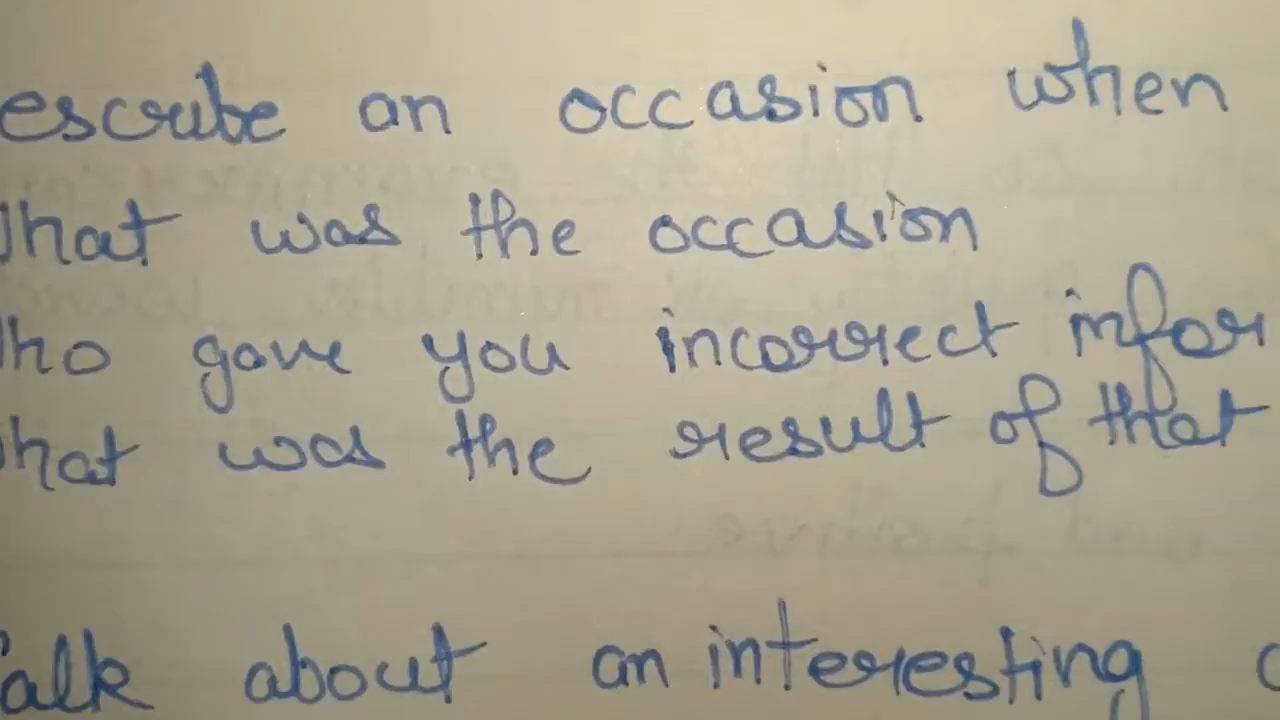 escribe an occasion when
hat was the occasion
ho gave you incorrect infor
hat was the result of that
alk about an interesting